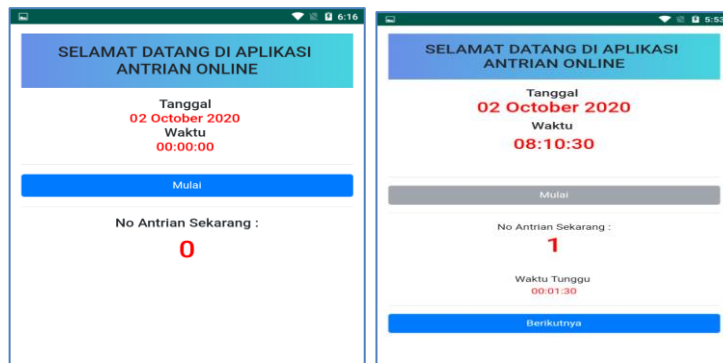 6:16
SELAMAT DATANG DI APLIKASI
ANTRIAN ONLINE
Tanggal
02 October 2020
Waktu
00:00:00
Mulai
No Antrian Sekarang :
0
5:53
SELAMAT DATANG DI APLIKASI
ANTRIAN ONLINE
Tanggal
02 October 2020
Waktu
08:10:30
Mulai
No Antrian Sekarang :
1
Waktu Tunggu
00:01:30
Berikutnya